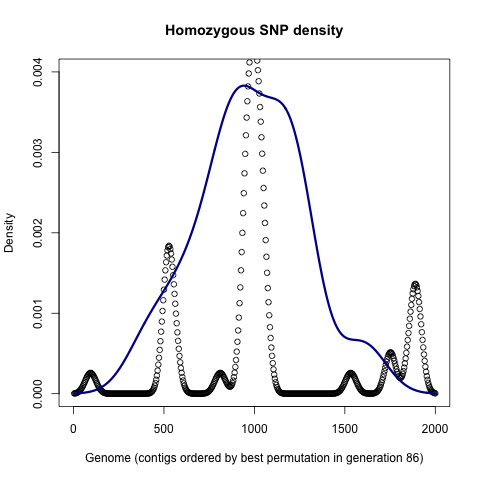 Homozygous SNP density
0.004
0.003
0.002
0.001
0.000
Density
0 500 1000 1500 2000
Genome (contigs ordered by best permutation in generation 86)